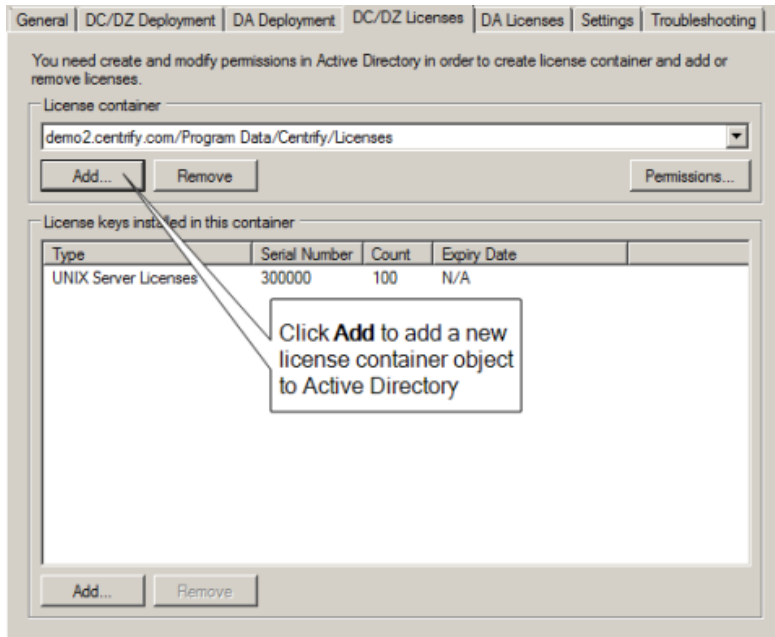 General DC/DZ Deployment DA Deployment DC/DZ Licenses DA Licenses Settings Troubleshooting
You need create and modify permissions in Active Directory in order to create license container and add or
remove licenses.
License container
demo2.centrify.com/Program Data/Centrify/Licenses
Add... Remove Permissions...
License keys installed in this container
Type Serial Number Count Expiry Date
UNIX Server Licenses 300000 100 N/A
Click Add to add a new
license container object
to Active Directory
Add... Remove